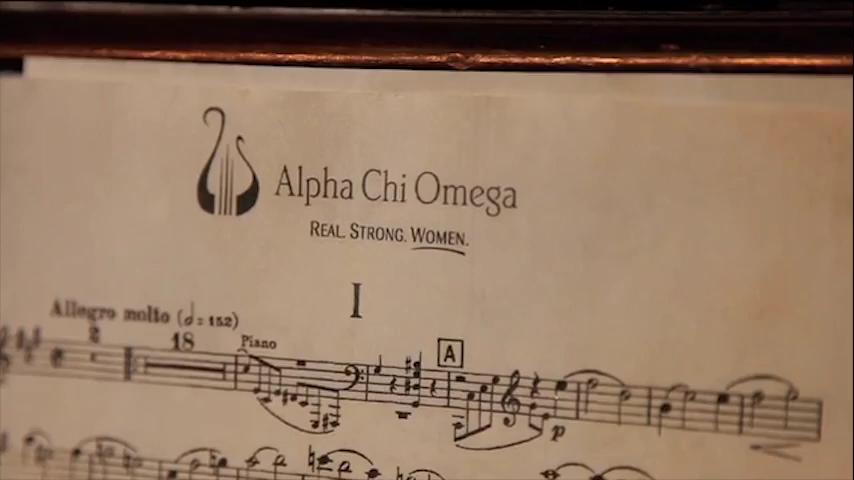 Alpha Chi Omega
REAL. STRONG. WOMEN.
I
Allegro molto (𝅗𝅥 = 152)
2
18
Piano
A
p